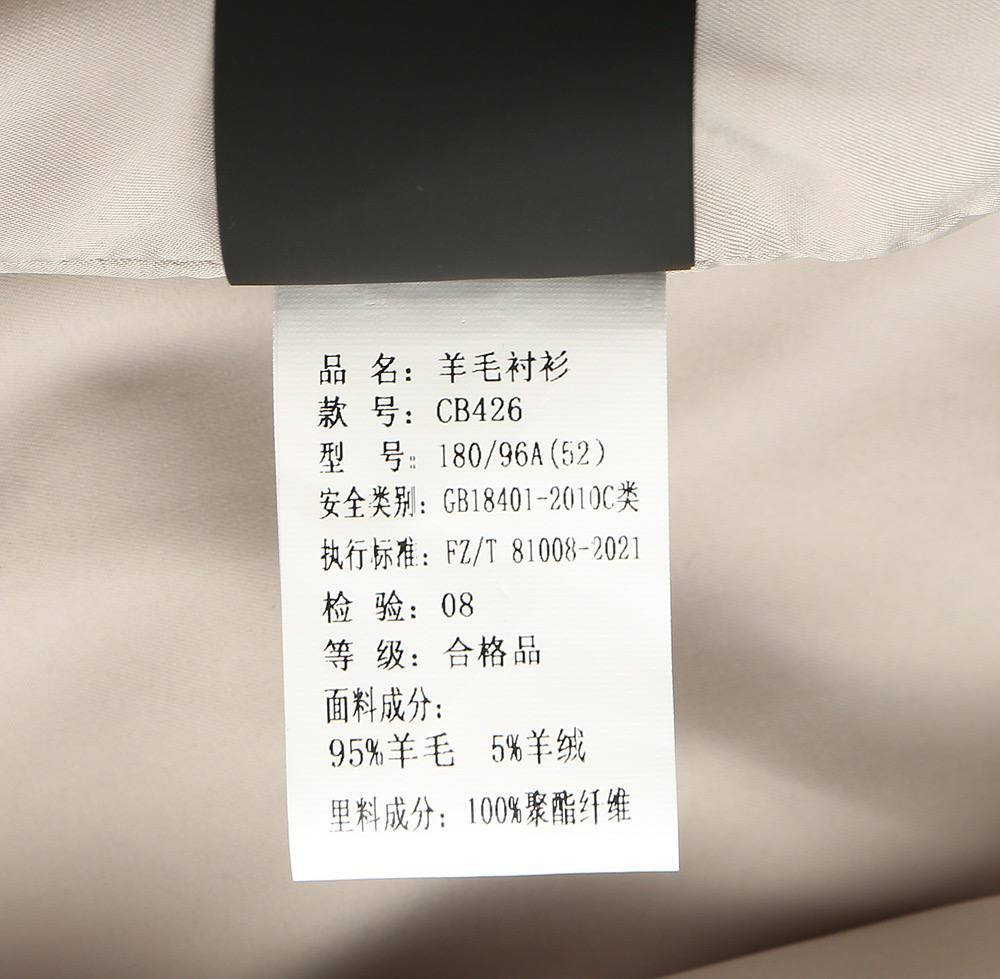 品 名：羊毛衬衫
款 号：CB426
型 号：180/96A(52)
安全类别：GB18401-2010C类
执行标准：FZ/T 81008-2021
检 验：08
等 级：合格品
面料成分：
95%羊毛 5%羊绒
里料成分：100%聚酯纤维